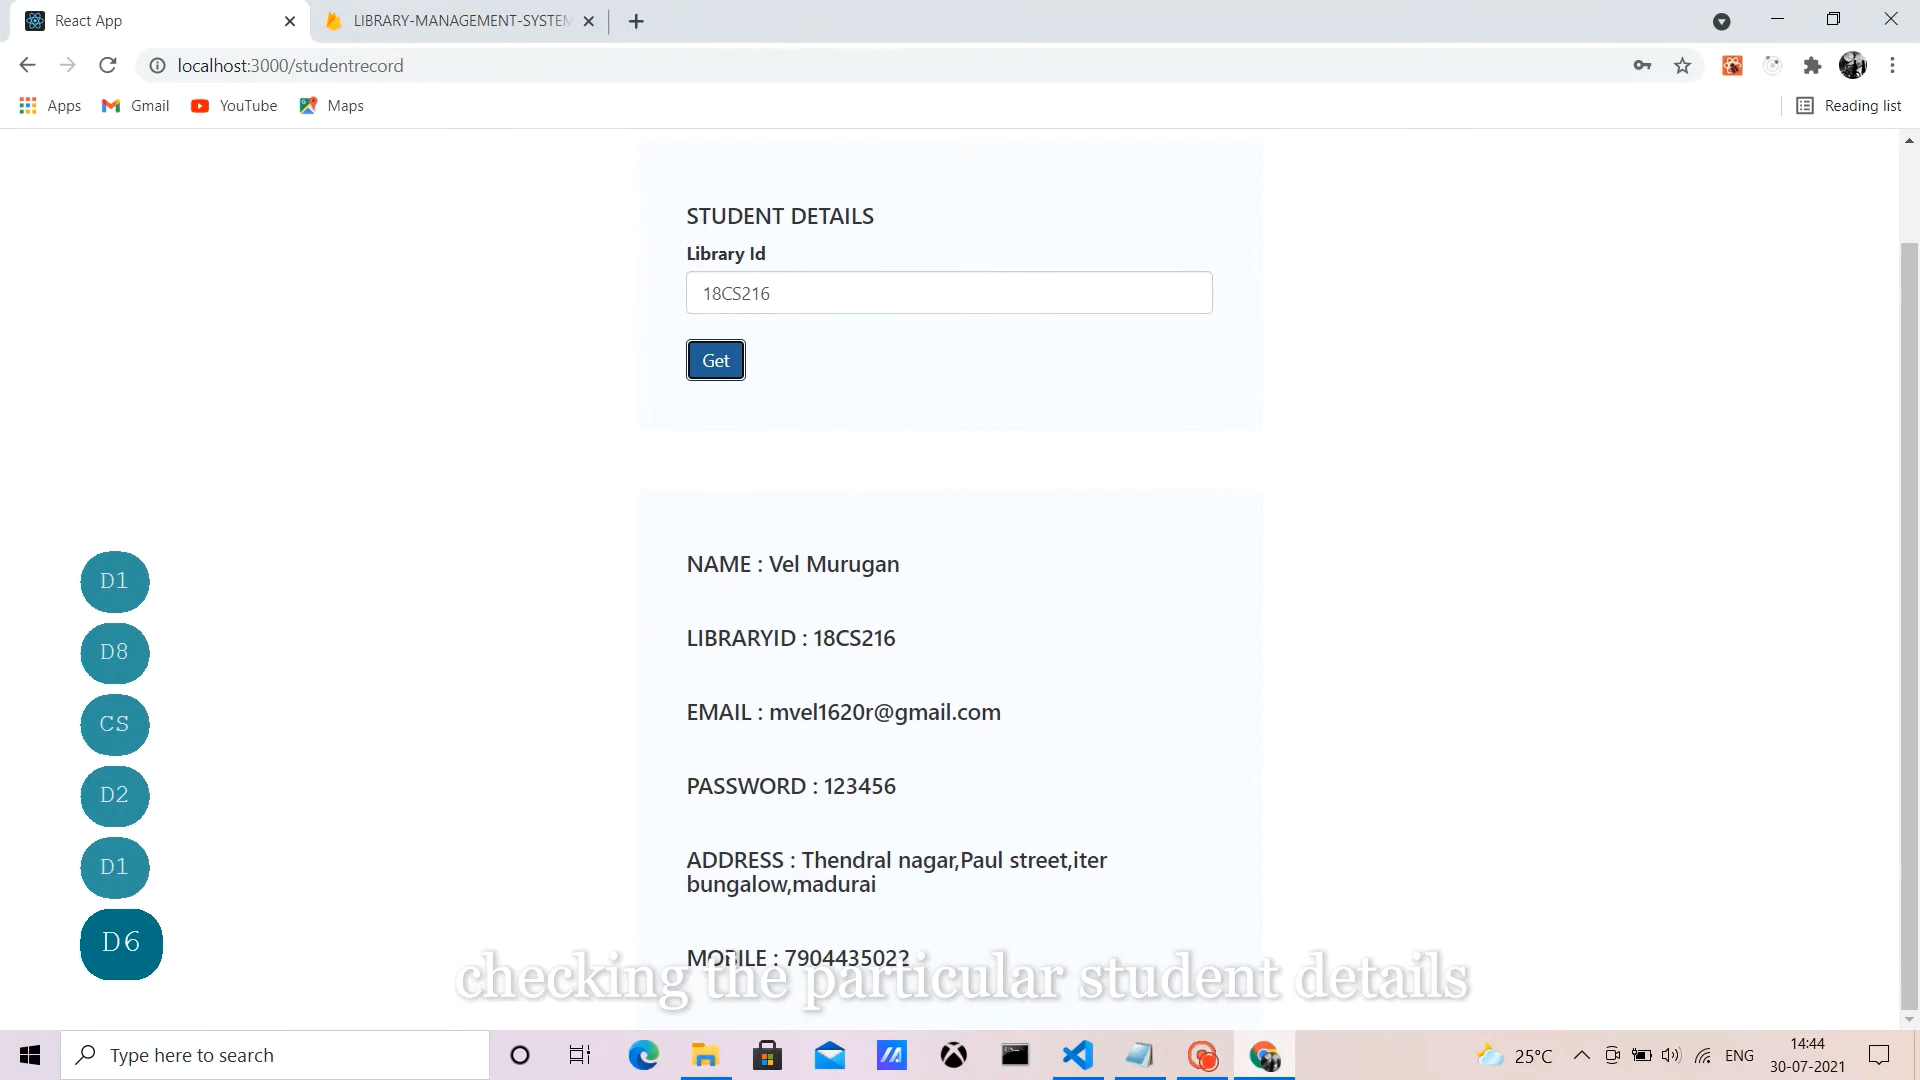 React App
LIBRARY-MANAGEMENT-SYSTEM
localhost:3000/studentrecord
Apps
Gmail
YouTube
Maps
Reading list
STUDENT DETAILS
Library Id
18CS216
Get
NAME : Vel Murugan
LIBRARYID : 18CS216
EMAIL : mvel1620r@gmail.com
PASSWORD : 123456
ADDRESS : Thendral nagar,Paul street,iter
bungalow,madurai
MOBILE : 7904435022
D1
D8
CS
D2
D1
D6
checking the particular student details
Type here to search
25°C
ENG
14:44
30-07-2021